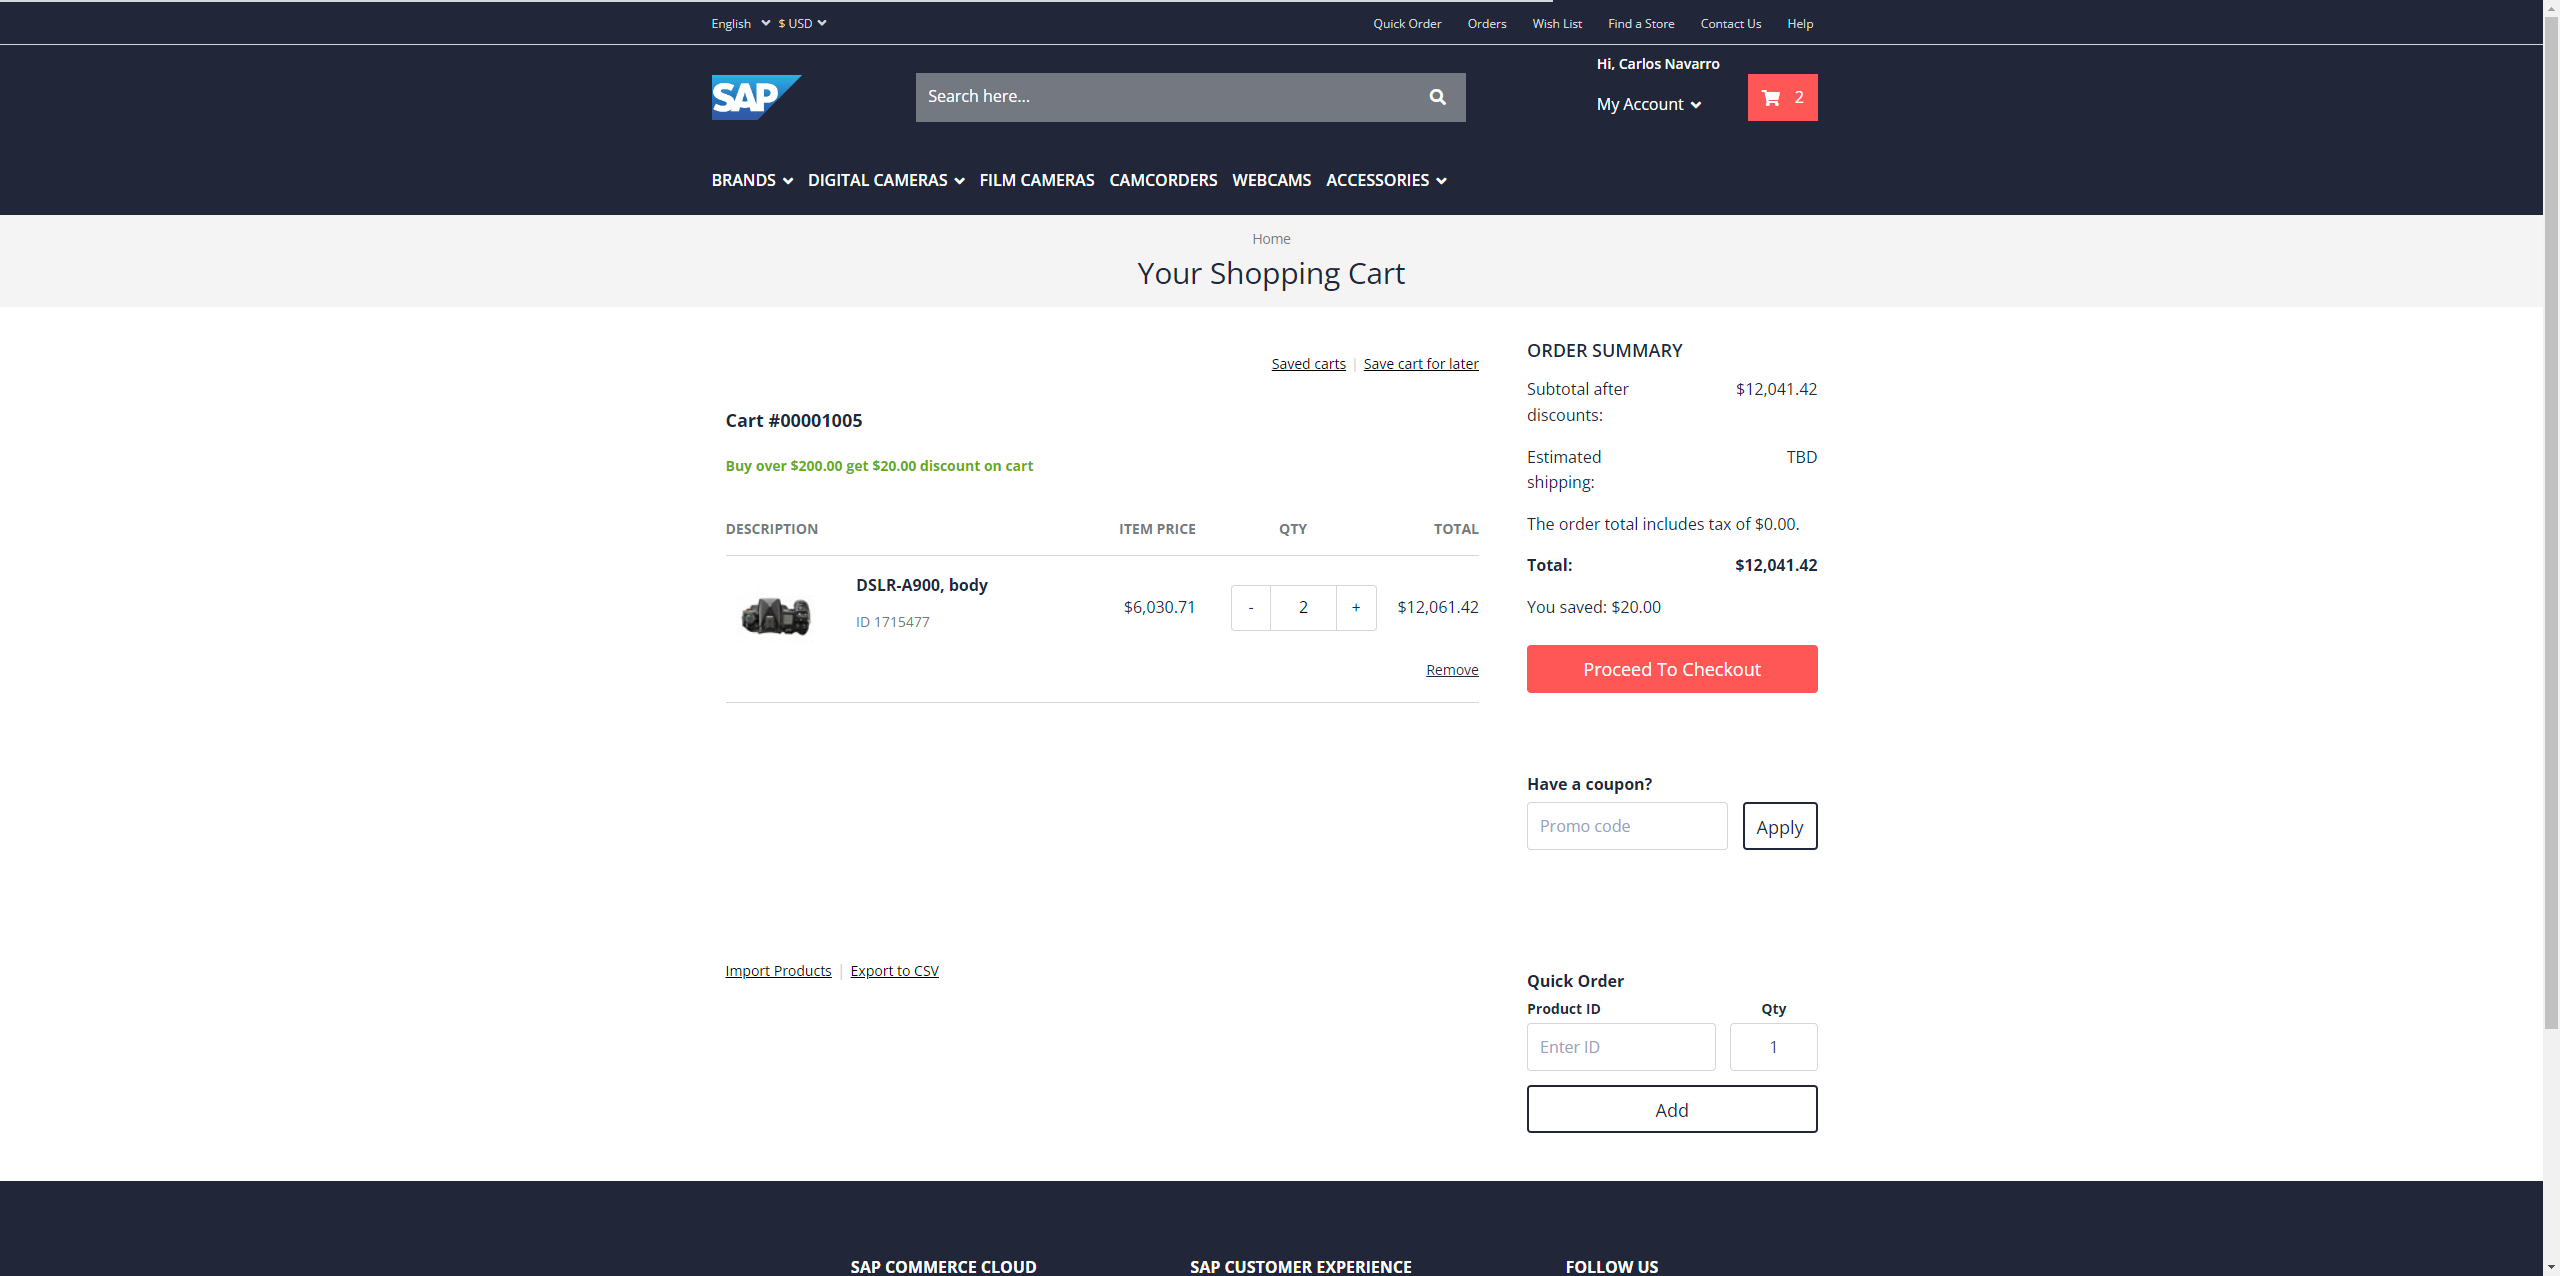 English $ USD Quick Order Orders Wish List Find a Store Contact Us Help
Hi, Carlos Navarro
SAP Search here... My Account 2
BRANDS DIGITAL CAMERAS FILM CAMERAS CAMCORDERS WEBCAMS ACCESSORIES
Home
Your Shopping Cart
Saved carts | Save cart for later
Cart #00001005
Buy over $200.00 get $20.00 discount on cart
DESCRIPTION ITEM PRICE QTY TOTAL
DSLR-A900, body
ID 1715477
$6,030.71 - 2 + $12,061.42
Remove
Import Products | Export to CSV
ORDER SUMMARY
Subtotal after discounts: $12,041.42
Estimated shipping: TBD
The order total includes tax of $0.00.
Total: $12,041.42
You saved: $20.00
Proceed To Checkout
Have a coupon?
Promo code Apply
Quick Order
Product ID Qty
Enter ID 1
Add
SAP COMMERCE CLOUD SAP CUSTOMER EXPERIENCE FOLLOW US